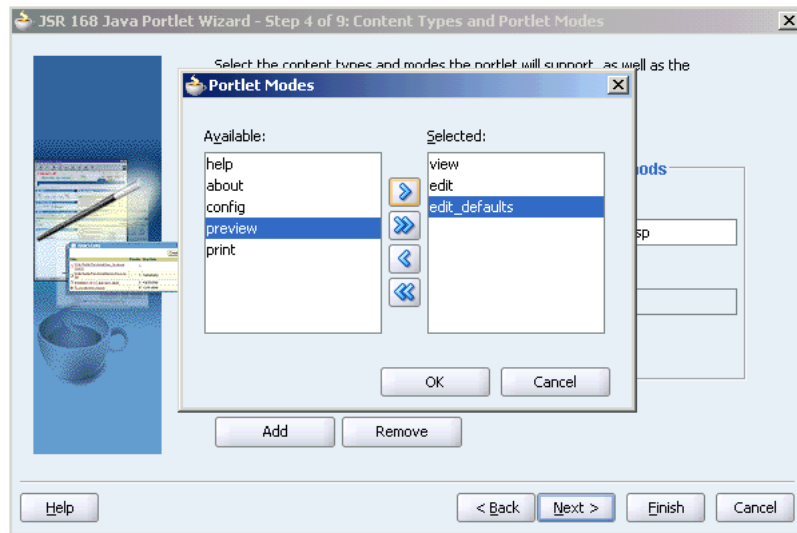 JSR 168 Java Portlet Wizard - Step 4 of 9: Content Types and Portlet Modes
Select the content types and modes the portlet will support, as well as the
Portlet Modes
Available:
Selected:
help
about
config
preview
print
view
edit
edit_defaults
ods
sp
OK
Cancel
Add
Remove
Help
< Back
Next >
Finish
Cancel